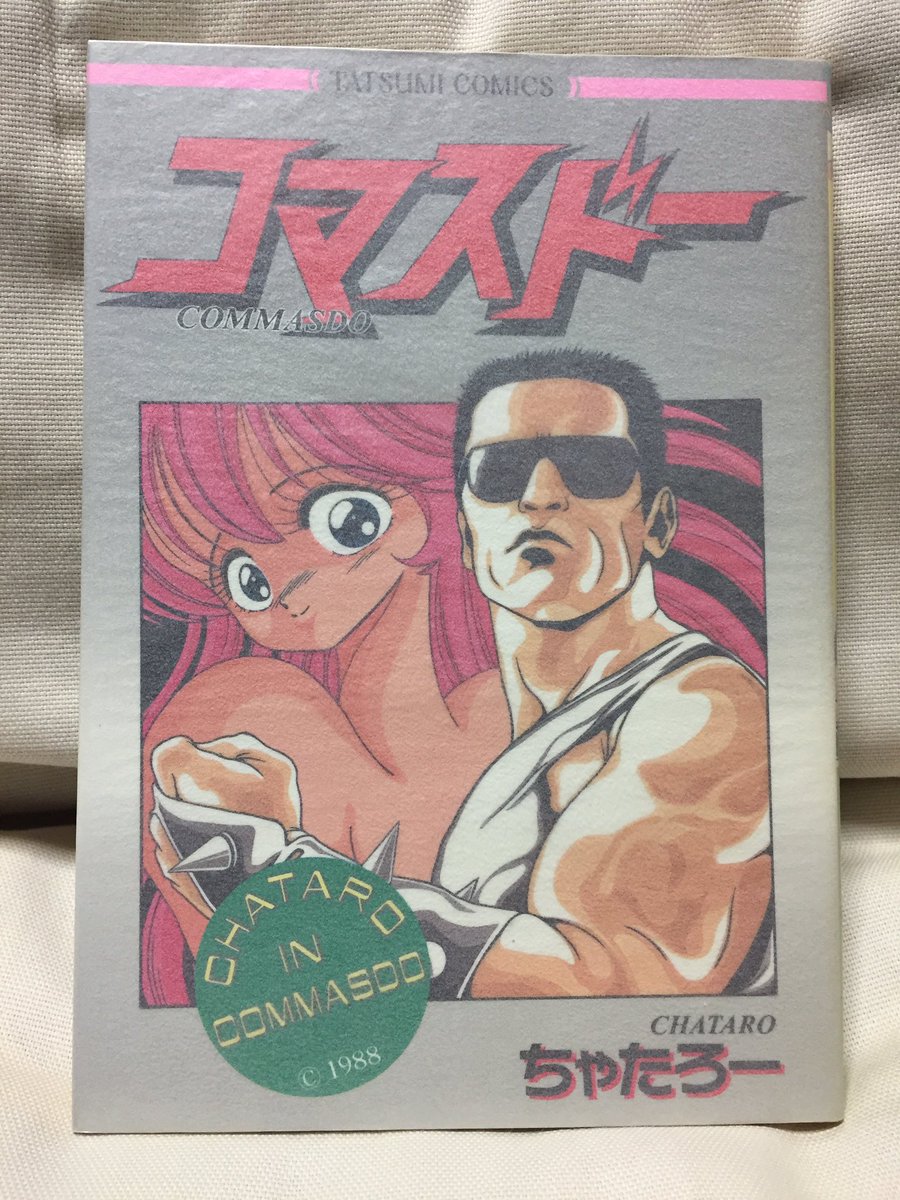 TATSUMI COMICS
コマスドー
COMMASDO
CHATARO
IN
COMMASDO
© 1988
CHATARO
ちゃたろー